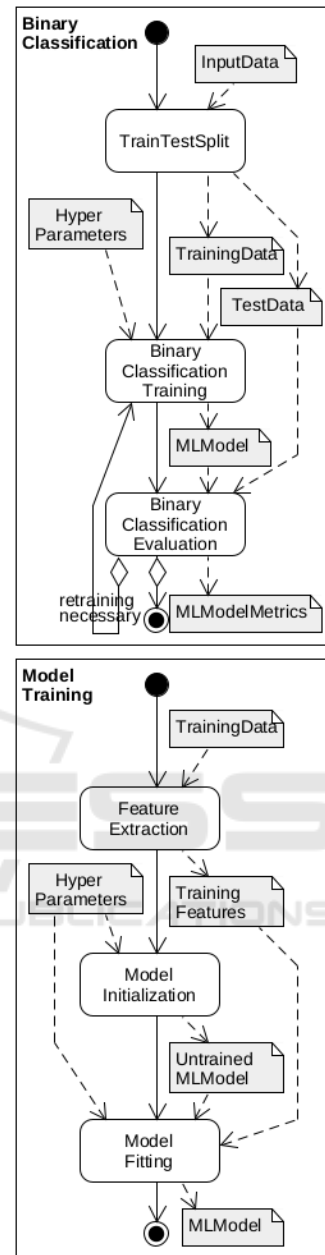 Binary
Classification
InputData
TrainTestSplit
Hyper
Parameters
TrainingData
TestData
Binary
Classification
Training
MLModel
Binary
Classification
Evaluation
retraining
necessary
MLModelMetrics
Model
Training
TrainingData
Feature
Extraction
Hyper
Parameters
Training
Features
Model
Initialization
Untrained
MLModel
Model
Fitting
MLModel